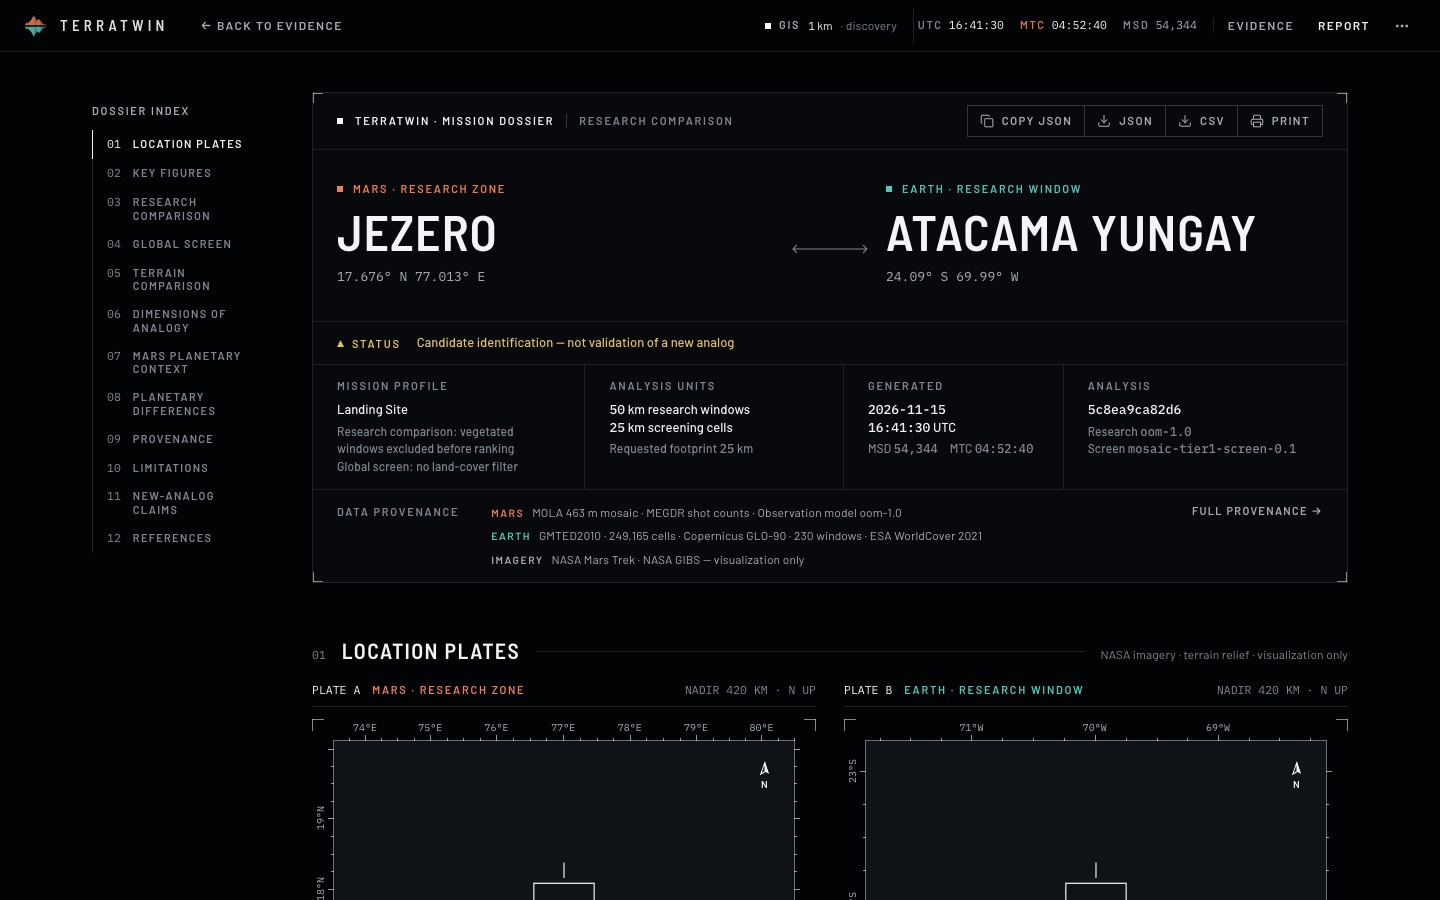 TERRATWIN
← BACK TO EVIDENCE
GIS 1 km · discovery
UTC 16:41:30 MTC 04:52:40 MSD 54,344
EVIDENCE REPORT
DOSSIER INDEX
01 LOCATION PLATES
02 KEY FIGURES
03 RESEARCH
COMPARISON
04 GLOBAL SCREEN
05 TERRAIN
COMPARISON
06 DIMENSIONS OF
ANALOGY
07 MARS PLANETARY
CONTEXT
08 PLANETARY
DIFFERENCES
09 PROVENANCE
10 LIMITATIONS
11 NEW-ANALOG
CLAIMS
12 REFERENCES
TERRATWIN · MISSION DOSSIER RESEARCH COMPARISON
COPY JSON JSON CSV PRINT
MARS · RESEARCH ZONE
JEZERO
17.676° N 77.013° E
EARTH · RESEARCH WINDOW
ATACAMA YUNGAY
24.09° S 69.99° W
▲ STATUS Candidate identification — not validation of a new analog
MISSION PROFILE
Landing Site
Research comparison: vegetated
windows excluded before ranking
Global screen: no land-cover filter
ANALYSIS UNITS
50 km research windows
25 km screening cells
Requested footprint 25 km
GENERATED
2026-11-15
16:41:30 UTC
MSD 54,344 MTC 04:52:40
ANALYSIS
5c8ea9ca82d6
Research oom-1.0
Screen mosaic-tier1-screen-0.1
DATA PROVENANCE
MARS MOLA 463 m mosaic · MEGDR shot counts · Observation model oom-1.0
EARTH GMTED2010 · 249,165 cells · Copernicus GLO-90 · 230 windows · ESA WorldCover 2021
IMAGERY NASA Mars Trek · NASA GIBS — visualization only
FULL PROVENANCE →
01 LOCATION PLATES
NASA imagery · terrain relief · visualization only
PLATE A MARS · RESEARCH ZONE NADIR 420 KM · N UP
74°E 75°E 76°E 77°E 78°E 79°E 80°E
N
19°N
18°N
PLATE B EARTH · RESEARCH WINDOW NADIR 420 KM · N UP
71°W 70°W 69°W
N
23°S